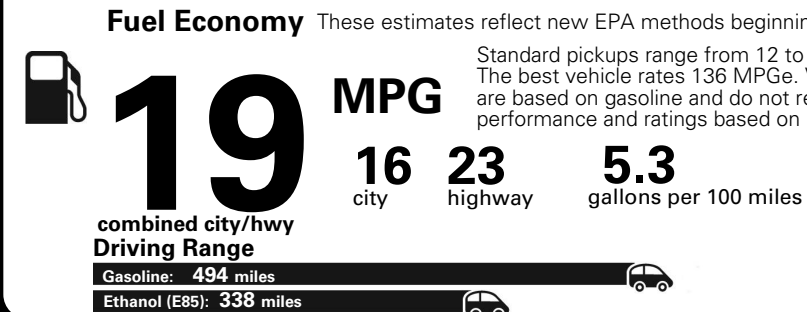 Fuel Economy These estimates reflect new EPA methods beginnin
Standard pickups range from 12 to
The best vehicle rates 136 MPGe. V
are based on gasoline and do not re
performance and ratings based on
19 MPG
16 city 23 highway 5.3 gallons per 100 miles
combined city/hwy
Driving Range
Gasoline: 494 miles
Ethanol (E85): 338 miles